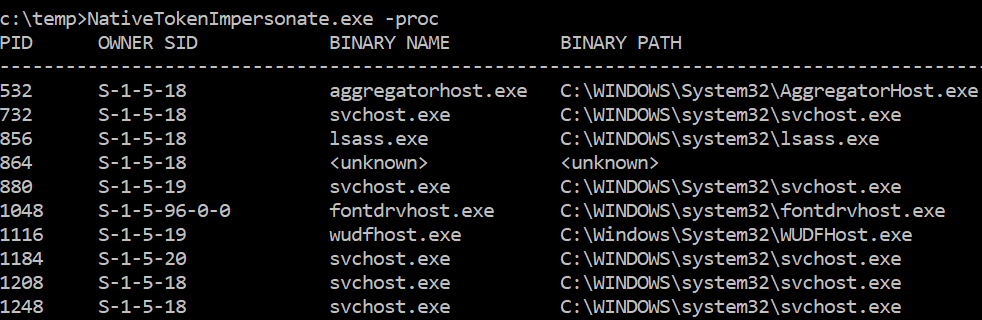 c:\temp>NativeTokenImpersonate.exe -proc
PID OWNER SID BINARY NAME BINARY PATH
------------------------------------------------------------------------------------------
532 S-1-5-18 aggregatorhost.exe C:\WINDOWS\System32\AggregatorHost.exe
732 S-1-5-18 svchost.exe C:\WINDOWS\System32\svchost.exe
856 S-1-5-18 lsass.exe C:\WINDOWS\System32\lsass.exe
864 S-1-5-18 <unknown> <unknown>
880 S-1-5-19 svchost.exe C:\WINDOWS\System32\svchost.exe
1048 S-1-5-96-0-0 fontdrvhost.exe C:\WINDOWS\System32\fontdrvhost.exe
1116 S-1-5-19 wudfhost.exe C:\Windows\System32\WUDFHost.exe
1184 S-1-5-20 svchost.exe C:\WINDOWS\System32\svchost.exe
1208 S-1-5-18 svchost.exe C:\WINDOWS\System32\svchost.exe
1248 S-1-5-18 svchost.exe C:\WINDOWS\System32\svchost.exe